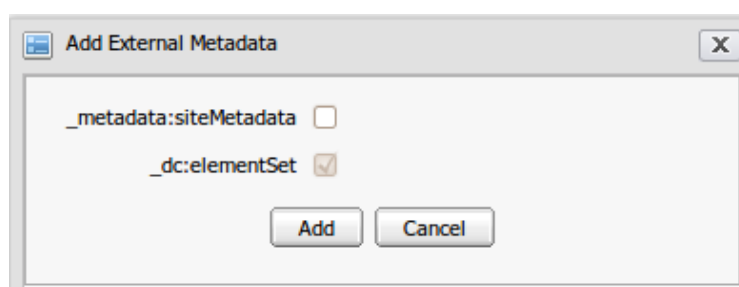 Add External Metadata
_metadata:siteMetadata
_dc:elementSet
Add Cancel